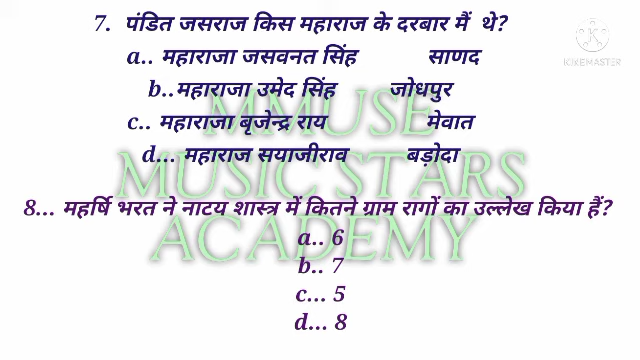 7. पंडित जसराज किस महाराज के दरबार मैं थे?
a.. महाराजा जसवनत सिंह साणद
b..महाराजा उमेद सिंह जोधपुर
c.. महाराजा बृजेन्द्र राय मेवात
d... महाराज सयाजीराव बड़ोदा
8... महर्षि भरत ने नाटय शास्त्र में कितने ग्राम रागों का उल्लेख किया हैं?
a.. 6
b.. 7
c... 5
d... 8
MMUSE
MUSIC STARS
ACADEMY
KINEMASTER